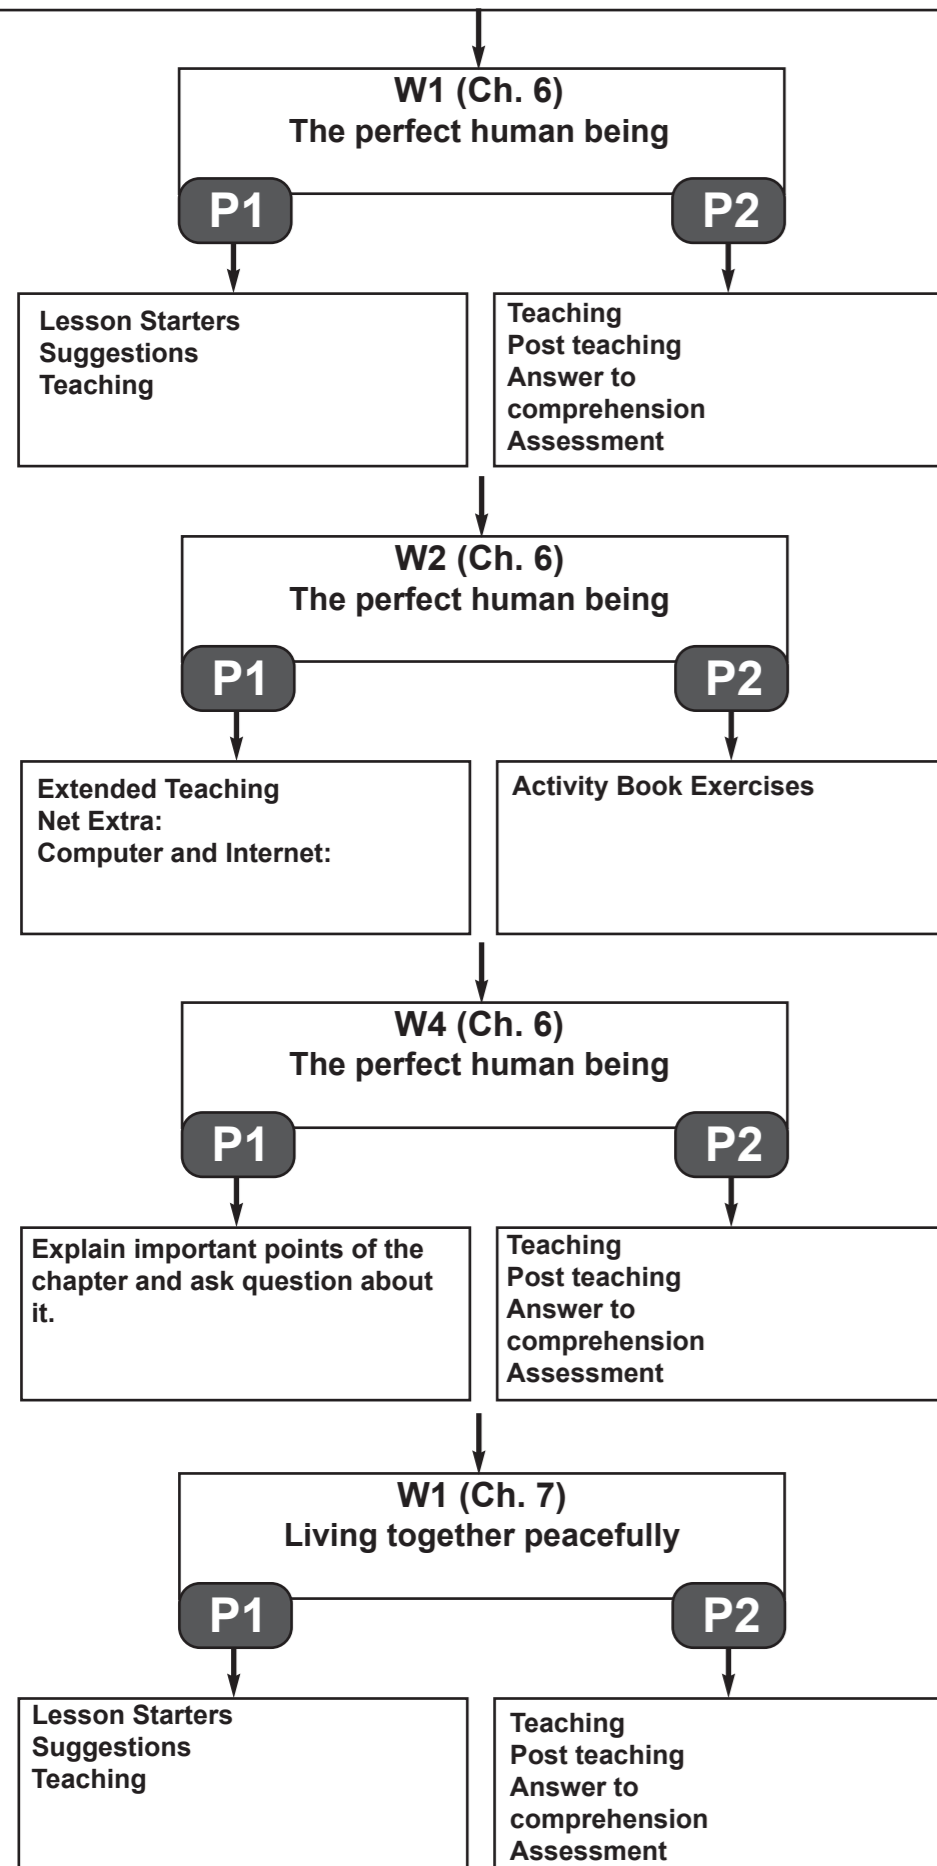 W1 (Ch. 6)
The perfect human being
P1
P2
Lesson Starters
Suggestions
Teaching
Teaching
Post teaching
Answer to
comprehension
Assessment
W2 (Ch. 6)
The perfect human being
P1
P2
Extended Teaching
Net Extra:
Computer and Internet:
Activity Book Exercises
W4 (Ch. 6)
The perfect human being
P1
P2
Explain important points of the
chapter and ask question about
it.
Teaching
Post teaching
Answer to
comprehension
Assessment
W1 (Ch. 7)
Living together peacefully
P1
P2
Lesson Starters
Suggestions
Teaching
Teaching
Post teaching
Answer to
comprehension
Assessment